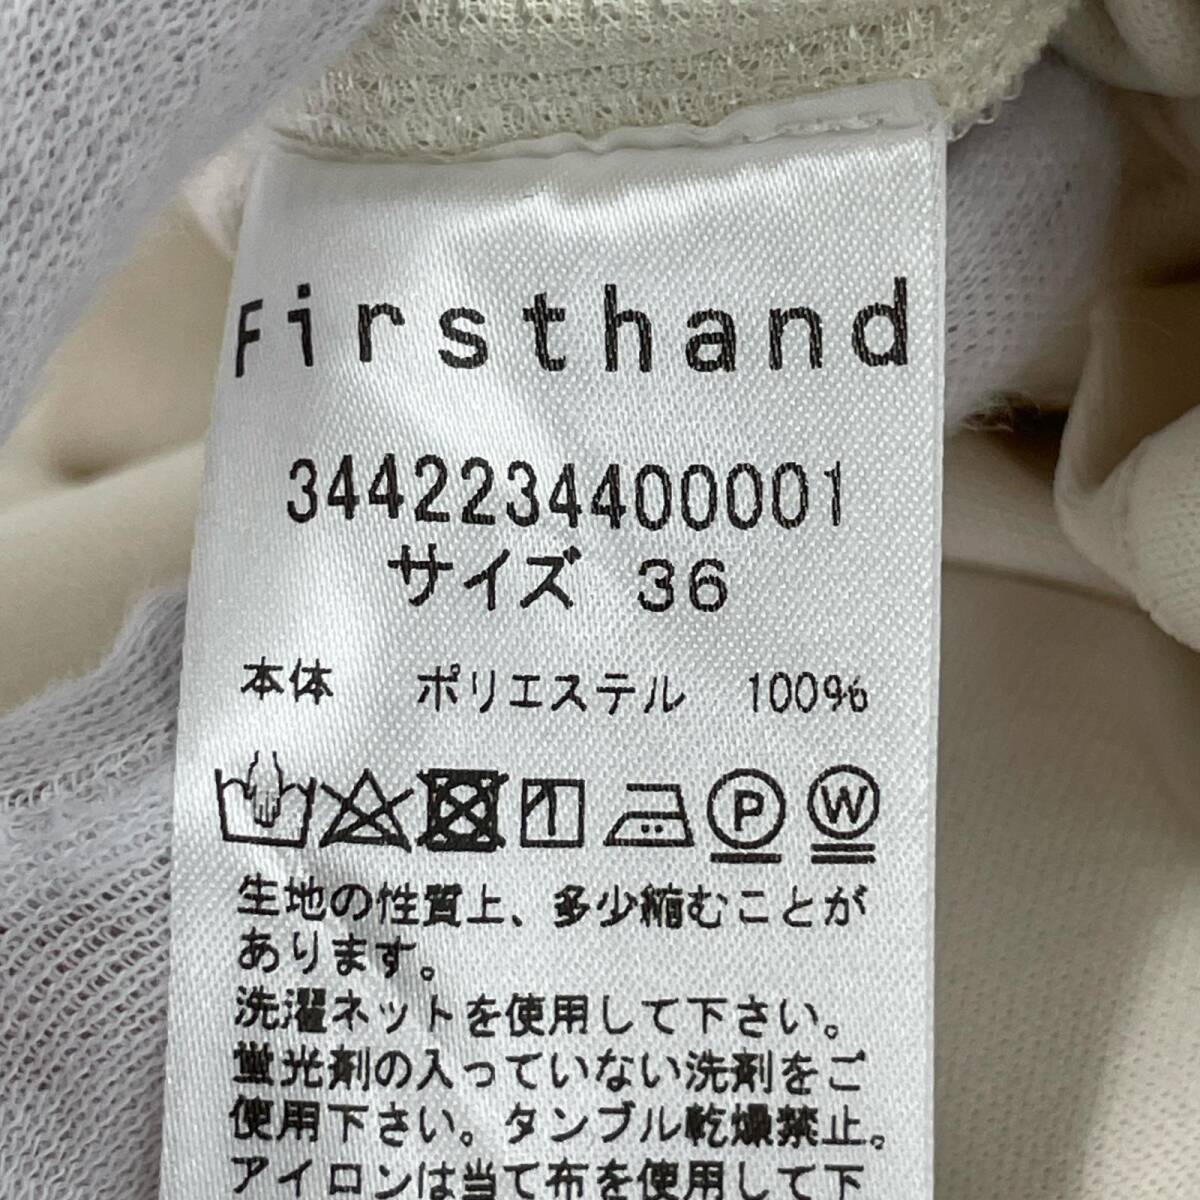 Firsthand
3442234400001
サイズ 36
本体 ポリエステル 100%
P W
生地の性質上、多少縮むことが
あります。
洗濯ネットを使用して下さい。
蛍光剤の入っていない洗剤をご
使用下さい。タンブル乾燥禁止。
アイロンは当て布を使用して下